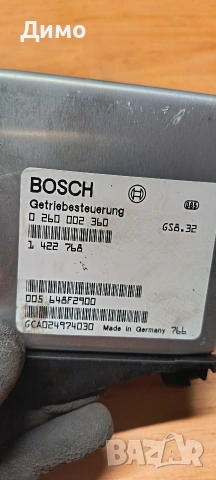 Димо
BOSCH
Getriebesteuerung
0 260 002 360 GS8.32
1 422 768
005 648F2900
GCA024974030 Made in Germany 766
bazar